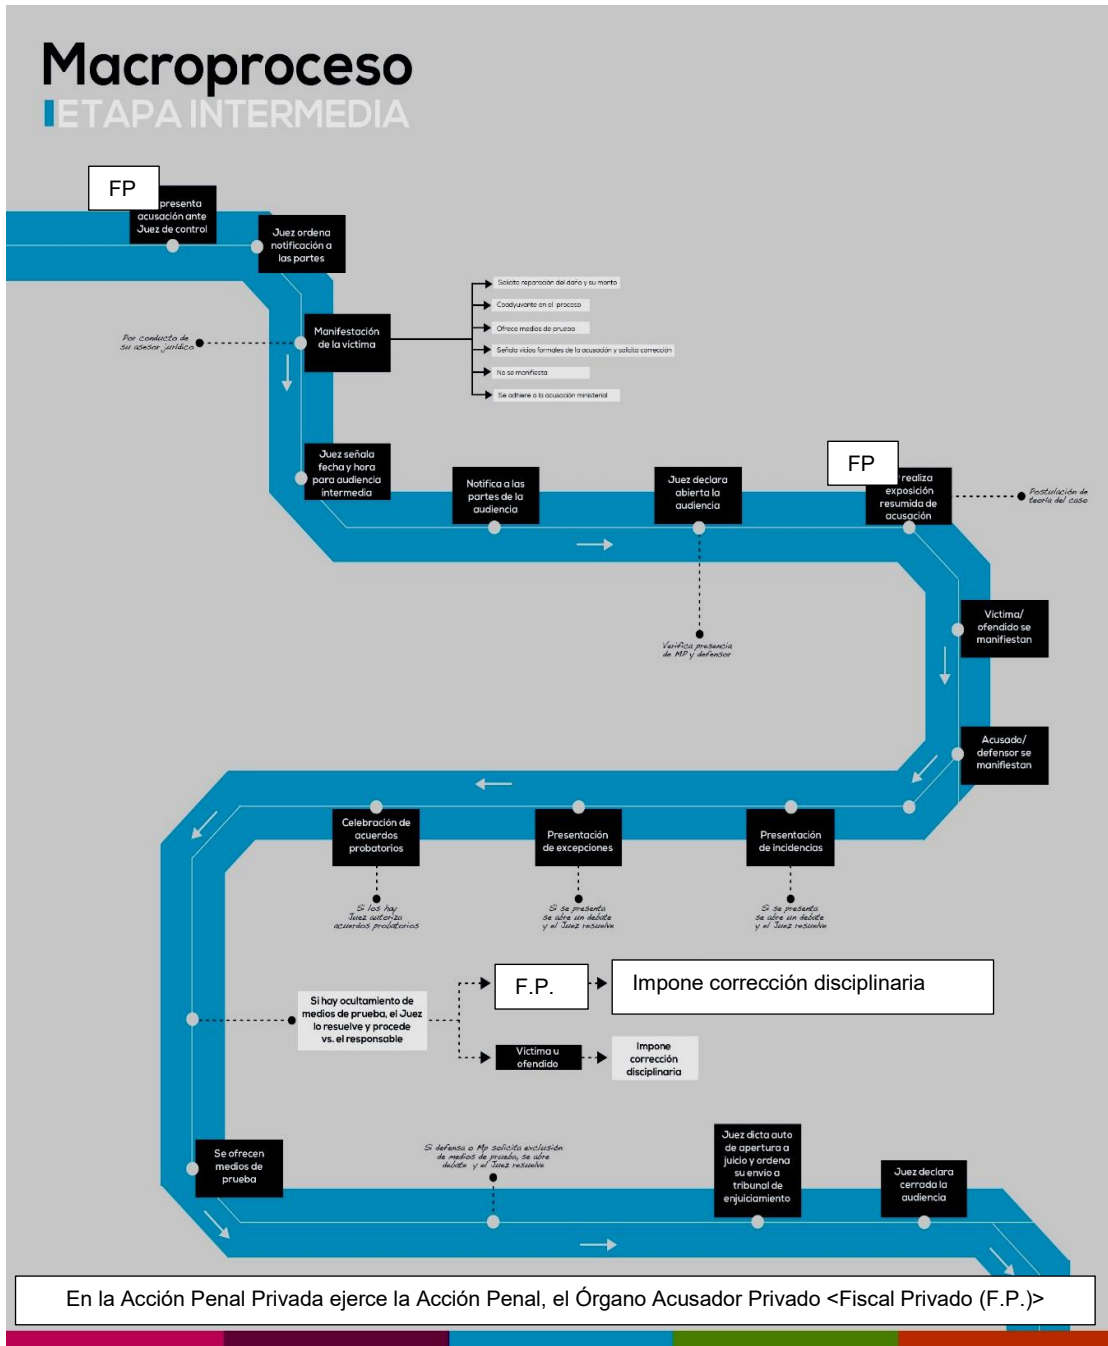 Macroproceso
ETAPA INTERMEDIA
FP
presenta
acusación ante
Juez de control
Juez ordena
notificación a
las partes
Por conducto de
su asesor jurídico
Manifestación
de la víctima
Solicita reparación del daño y su monto
Coadyuvante en el proceso
Ofrece medios de prueba
Señala vicios formales de la acusación y solicita corrección
No se manifiesta
Se adhiere a la acusación ministerial
Juez señala
fecha y hora
para audiencia
intermedia
Notifica a las
partes de la
audiencia
Juez declara
abierta la
audiencia
Verifica presencia
de MP y defensor
FP
realiza
exposición
resumida de
acusación
Postulación de
teoría del caso
Víctima/
ofendido se
manifiestan
Acusado/
defensor se
manifiestan
Presentación
de incidencias
Si se presenta
se abre un debate
y el Juez resuelve
Presentación
de excepciones
Si se presenta
se abre un debate
y el Juez resuelve
Celebración de
acuerdos
probatorios
Si los hay
Juez autoriza
acuerdos probatorios
Si hay ocultamiento de
medios de prueba, el Juez
lo resuelve y procede
vs. el responsable
F.P.
Impone corrección disciplinaria
Víctima u
ofendido
Impone
corrección
disciplinaria
Se ofrecen
medios de
prueba
Si defensa o Mp solicita exclusión
de medios de prueba, se abre
debate y el Juez resuelve
Juez dicta auto
de apertura a
juicio y ordena
su envío a
tribunal de
enjuiciamiento
Juez declara
cerrada la
audiencia
En la Acción Penal Privada ejerce la Acción Penal, el Órgano Acusador Privado <Fiscal Privado (F.P.)>